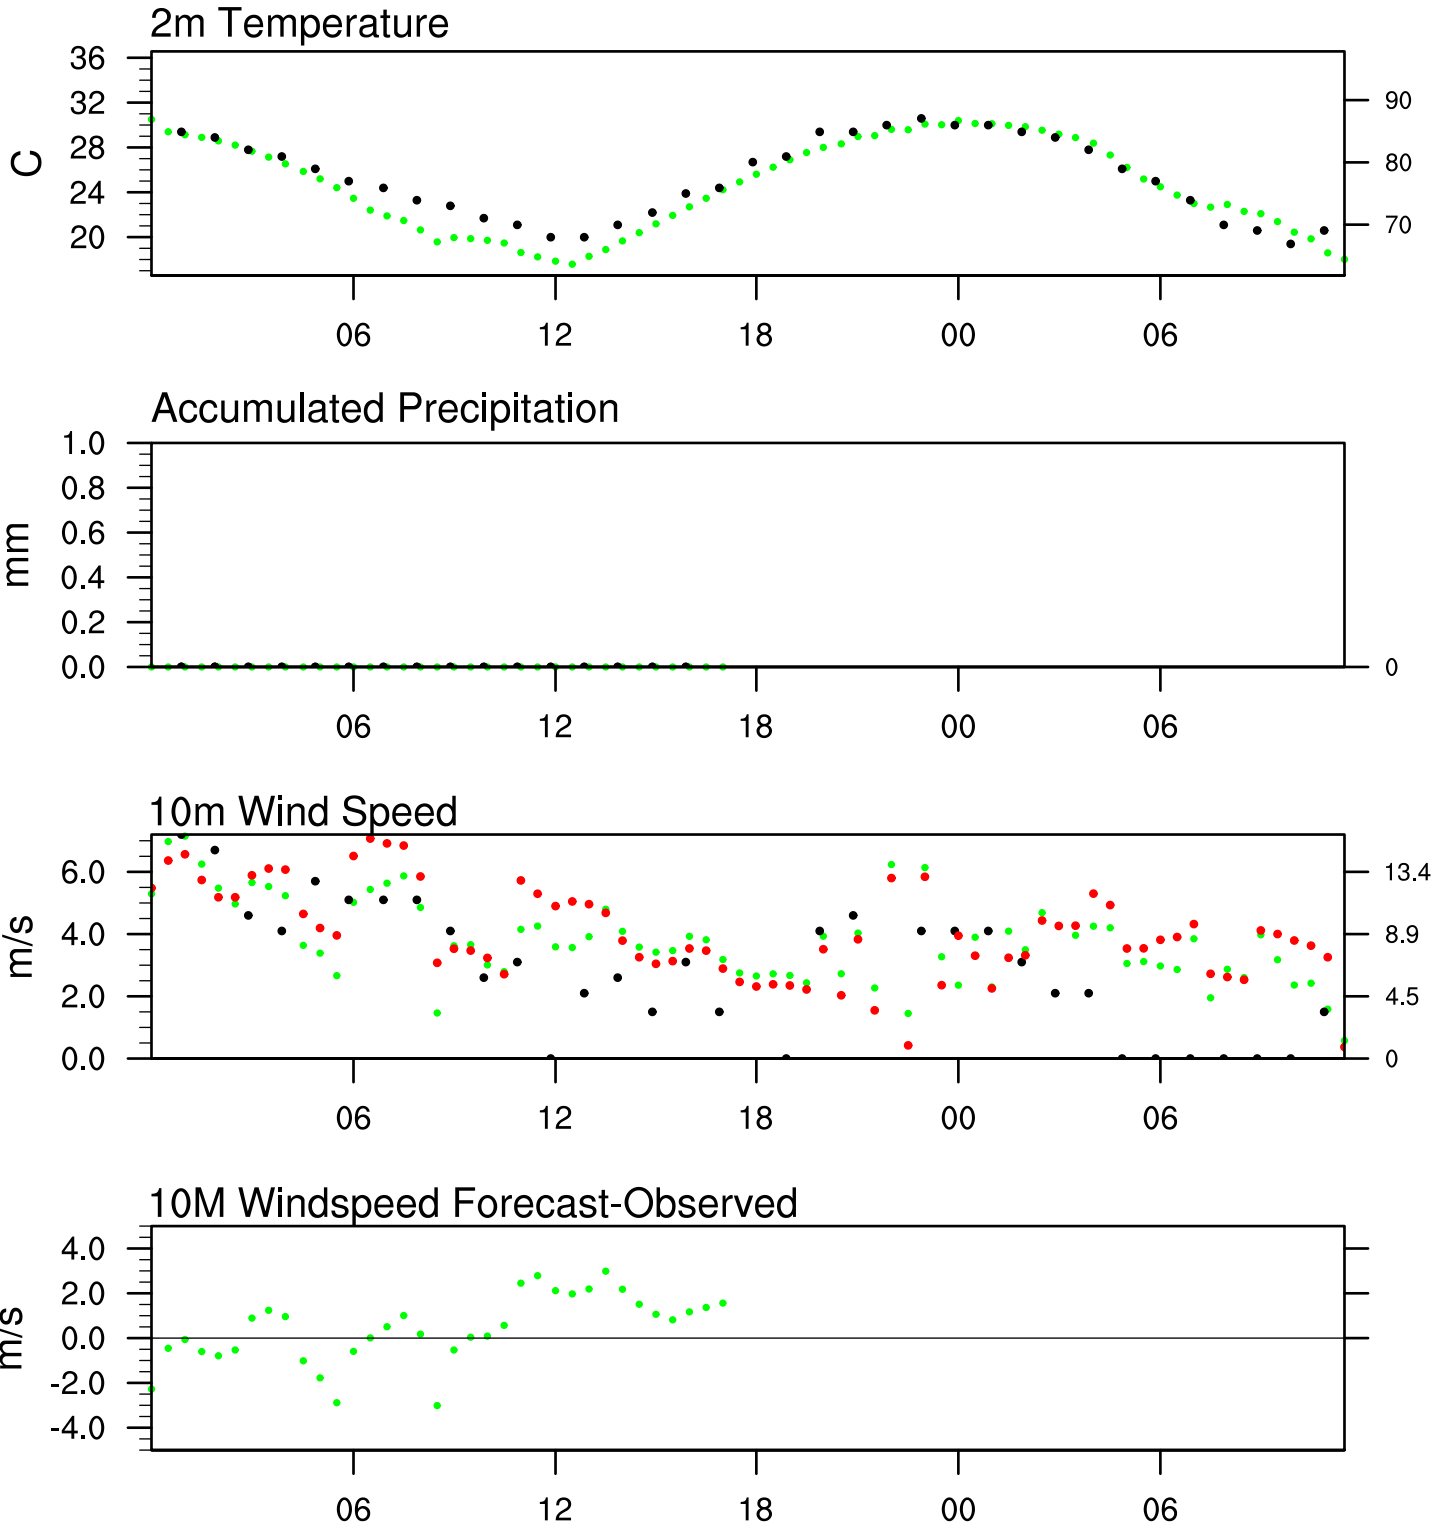 2m Temperature
36
32
28
24
20
C
90
80
70
06 12 18 00 06
Accumulated Precipitation
1.0
0.8
0.6
0.4
0.2
0.0
mm
0
06 12 18 00 06
10m Wind Speed
6.0
4.0
2.0
0.0
m/s
13.4
8.9
4.5
0
06 12 18 00 06
10M Windspeed Forecast-Observed
4.0
2.0
0.0
-2.0
-4.0
m/s
06 12 18 00 06